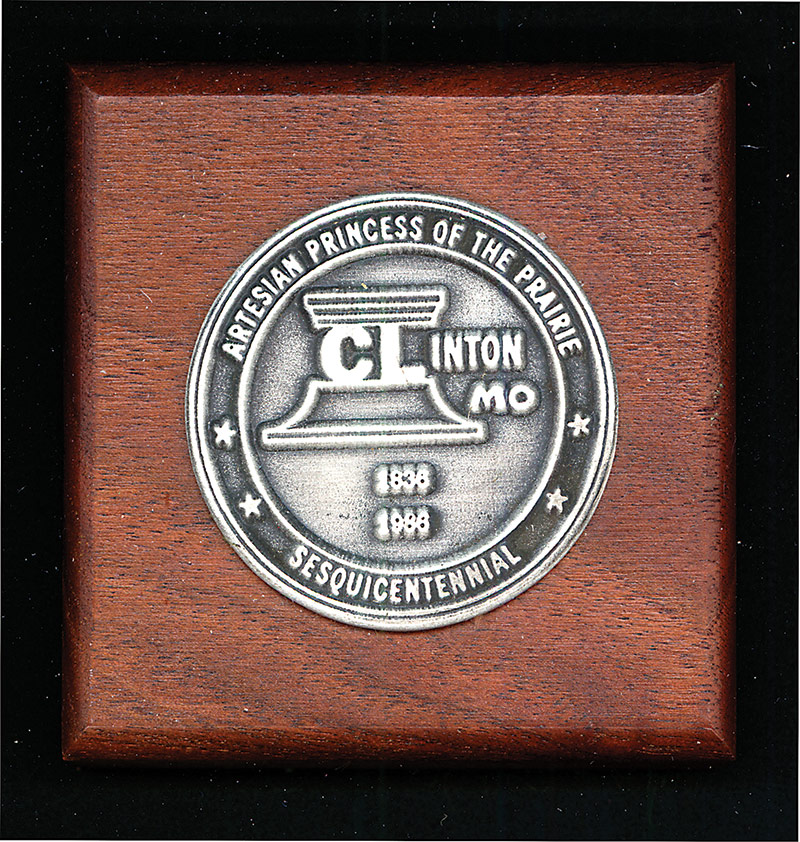 ARTESIAN PRINCESS OF THE PRAIRIE
CLINTON
MO
1836
1986
SESQUICENTENNIAL